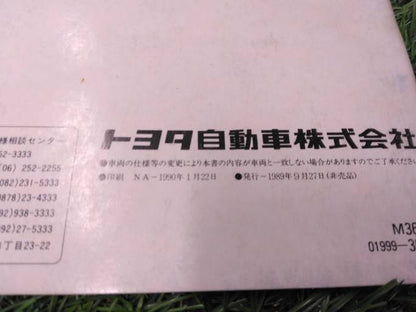 様相談センター
52-3333
(06) 252-2255
(082)231-5333
(0878)23-4333
92)938-3333
092)27-5333
丁目23-22
トヨタ自動車株式会社
車両の仕様等の変更により本書の内容が車両と一致しない場合がありますのでご了承ください
●印刷 NA-1990年1月22日 ●発行-1989年9月27日(非売品)
M36
01999-3